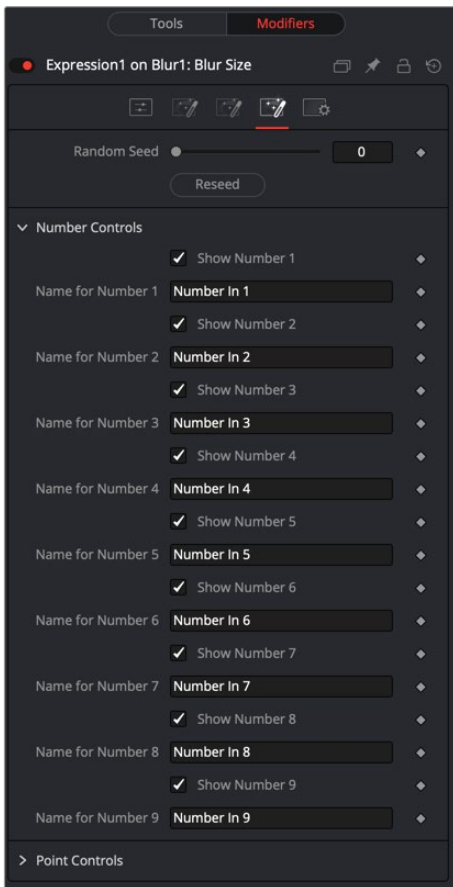 Tools Modifiers
Expression1 on Blur1: Blur Size
Random Seed 0
Reseed
Number Controls
Show Number 1
Name for Number 1 Number In 1
Show Number 2
Name for Number 2 Number In 2
Show Number 3
Name for Number 3 Number In 3
Show Number 4
Name for Number 4 Number In 4
Show Number 5
Name for Number 5 Number In 5
Show Number 6
Name for Number 6 Number In 6
Show Number 7
Name for Number 7 Number In 7
Show Number 8
Name for Number 8 Number In 8
Show Number 9
Name for Number 9 Number In 9
Point Controls